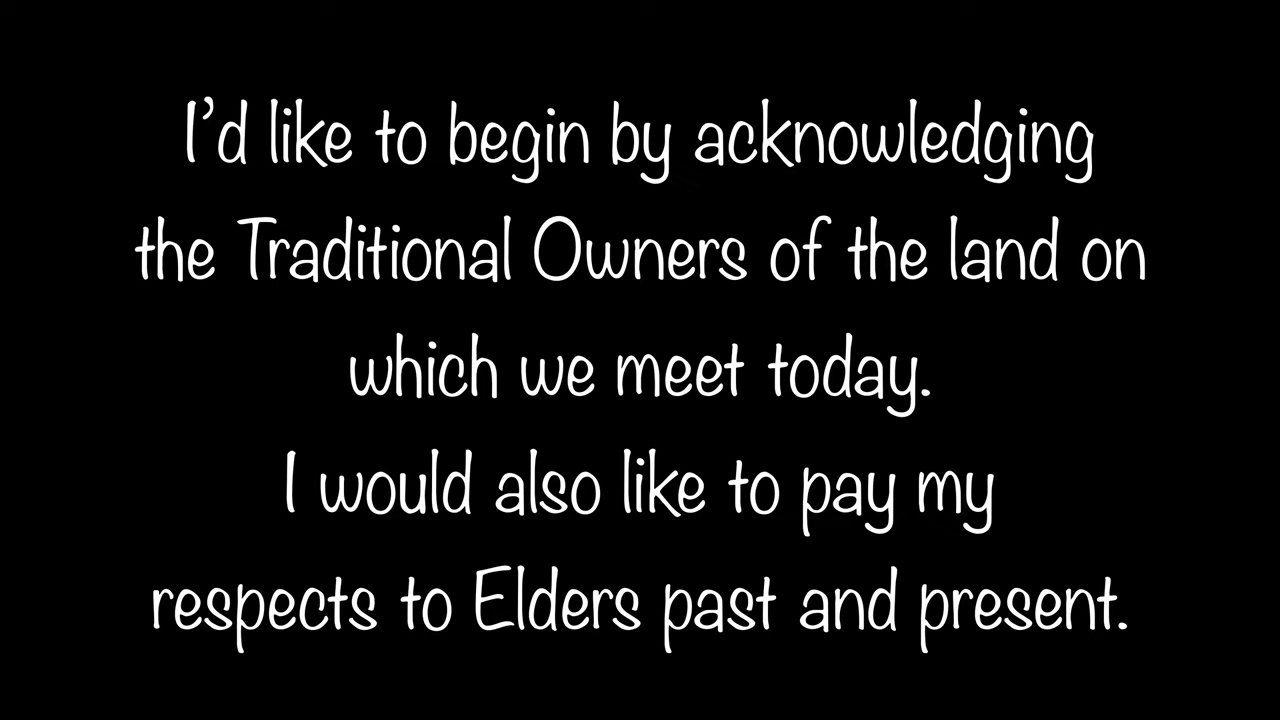 I’d like to begin by acknowledging
the Traditional Owners of the land on
which we meet today.
I would also like to pay my
respects to Elders past and present.